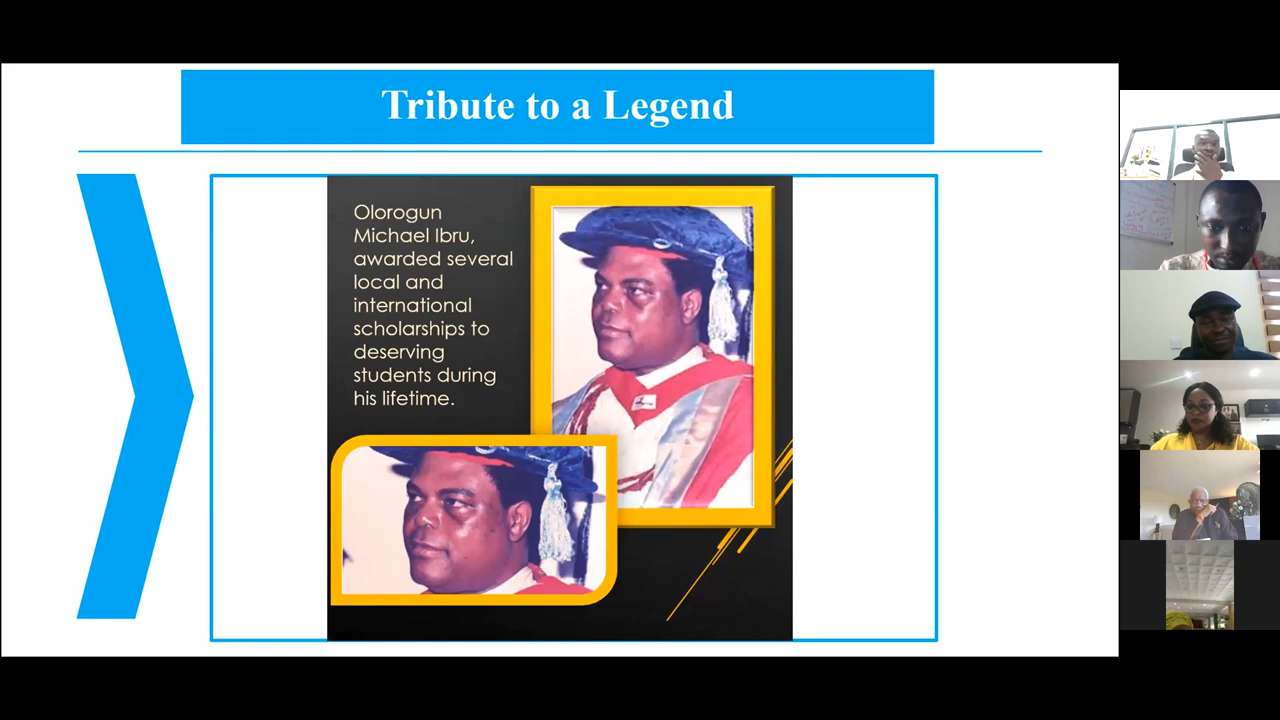 Tribute to a Legend
Olorogun
Michael Ibru,
awarded several
local and
international
scholarships to
deserving
students during
his lifetime.